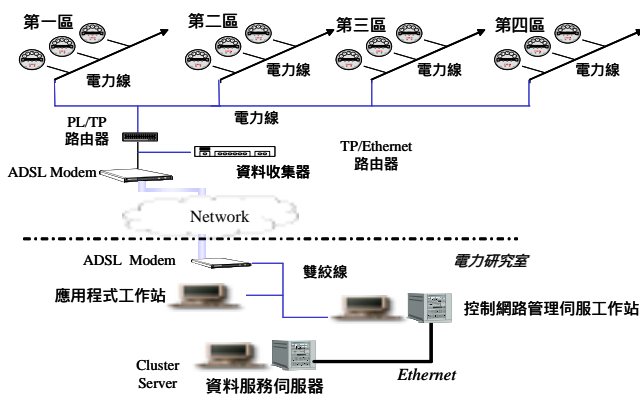 第一區
第二區
第三區
第四區
電力線
電力線
電力線
電力線
電力線
PL/TP
路由器
TP/Ethernet
路由器
資料收集器
ADSL Modem
Network
ADSL Modem
雙絞線
電力研究室
應用程式工作站
控制網路管理伺服工作站
Cluster
Server
資料服務伺服器
Ethernet